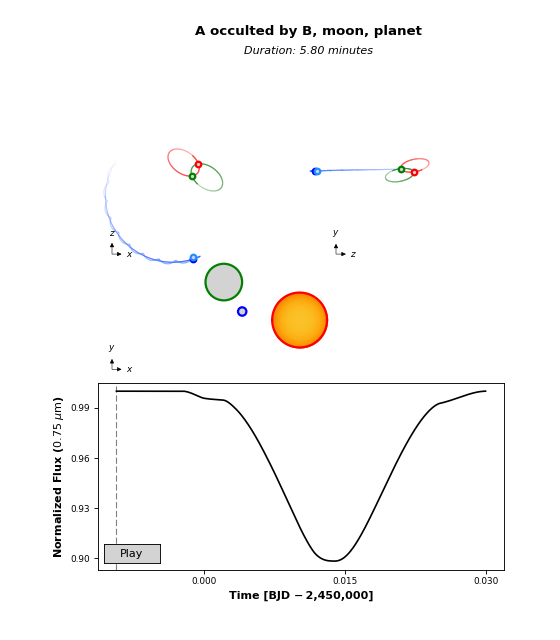 A occulted by B, moon, planet
Duration: 5.80 minutes
z
x
y
z
y
x
Normalized Flux (0.75 μm)
0.99
0.96
0.93
0.90
Play
0.000
0.015
0.030
Time [BJD − 2,450,000]